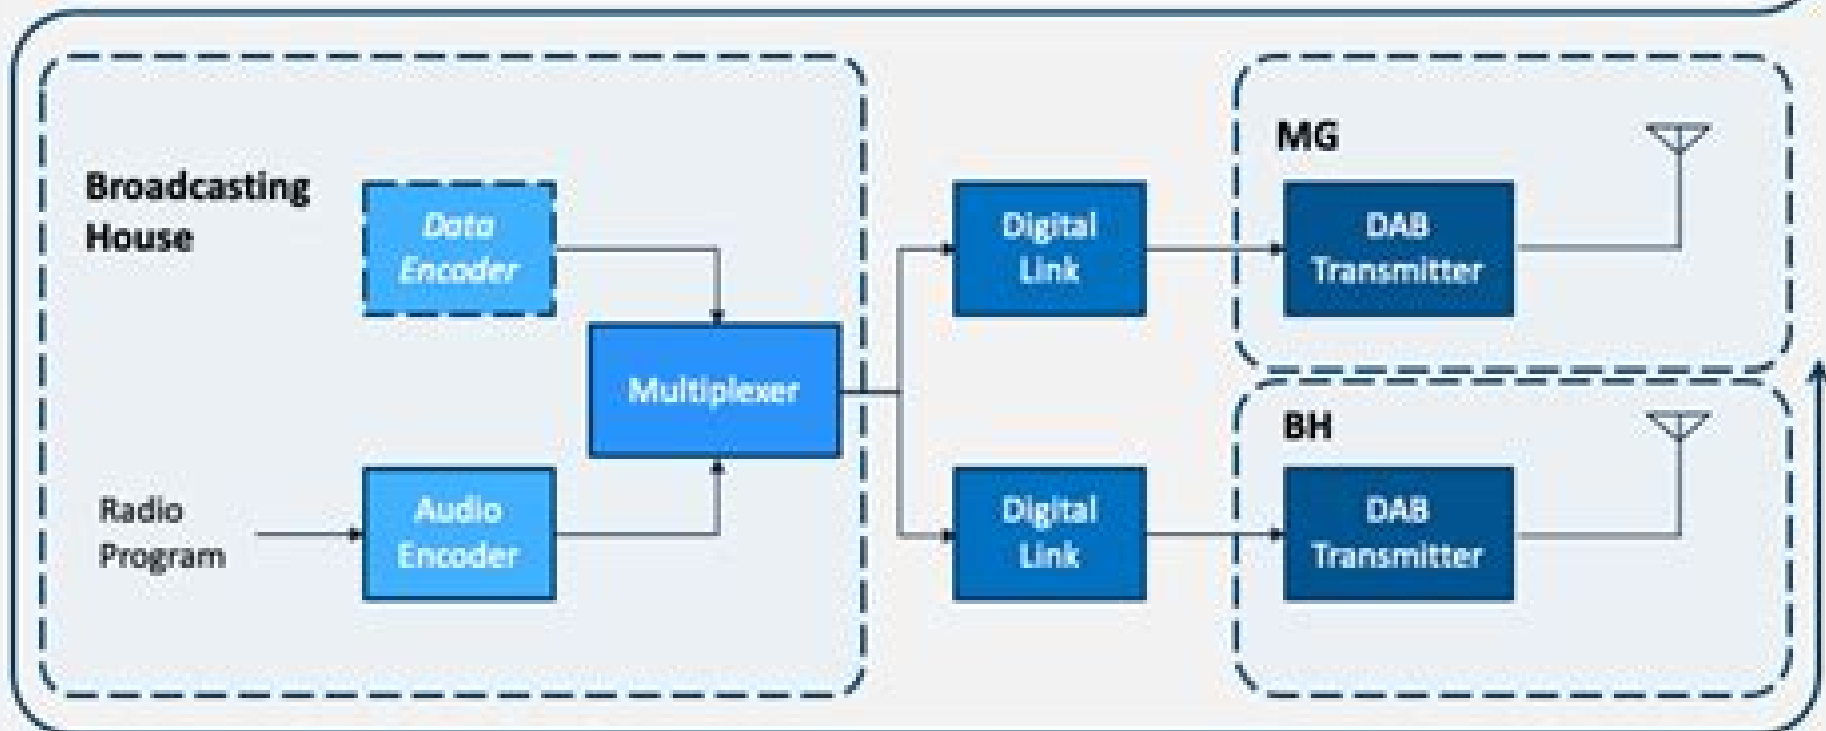 Broadcasting
House
Data
Encoder
Multiplexer
Radio
Program
Audio
Encoder
Digital
Link
Digital
Link
MG
DAB
Transmitter
BH
DAB
Transmitter